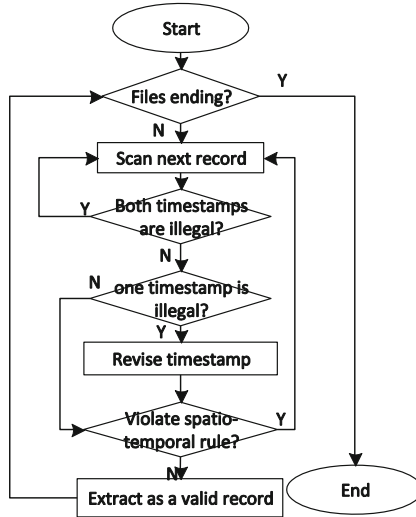 Start
Files ending?
Y
N
Scan next record
Y
Both timestamps
are illegal?
N
N
one timestamp is
illegal?
Y
Revise timestamp
Violate spatio-
temporal rule?
Y
N
Extract as a valid record
End